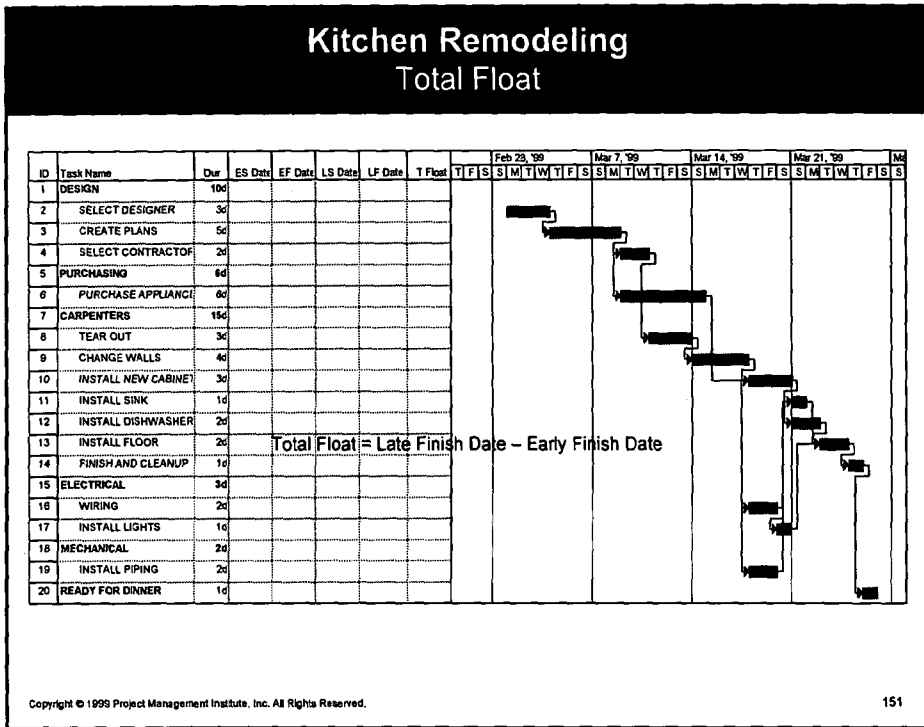 Kitchen Remodeling
Total Float
Feb 28, '99 Mar 7, '99 Mar 14, '99 Mar 21, '99 Ma
ID Task Name Dur ES Date EF Date LS Date LF Date T Float T F S S M T W T F S S M T W T F S S M T W T F S S M T W T F S S
1 DESIGN 10d
2 SELECT DESIGNER 3d
3 CREATE PLANS 5d
4 SELECT CONTRACTOR 2d
5 PURCHASING 6d
6 PURCHASE APPLIANCI 6d
7 CARPENTERS 15d
8 TEAR OUT 3d
9 CHANGE WALLS 4d
10 INSTALL NEW CABINET 3d
11 INSTALL SINK 1d
12 INSTALL DISHWASHER 2d
13 INSTALL FLOOR 2d
Total Float = Late Finish Date – Early Finish Date
14 FINISH AND CLEANUP 1d
15 ELECTRICAL 3d
16 WIRING 2d
17 INSTALL LIGHTS 1d
18 MECHANICAL 2d
19 INSTALL PIPING 2d
20 READY FOR DINNER 1d
Copyright © 1999 Project Management Institute, Inc. All Rights Reserved.
151